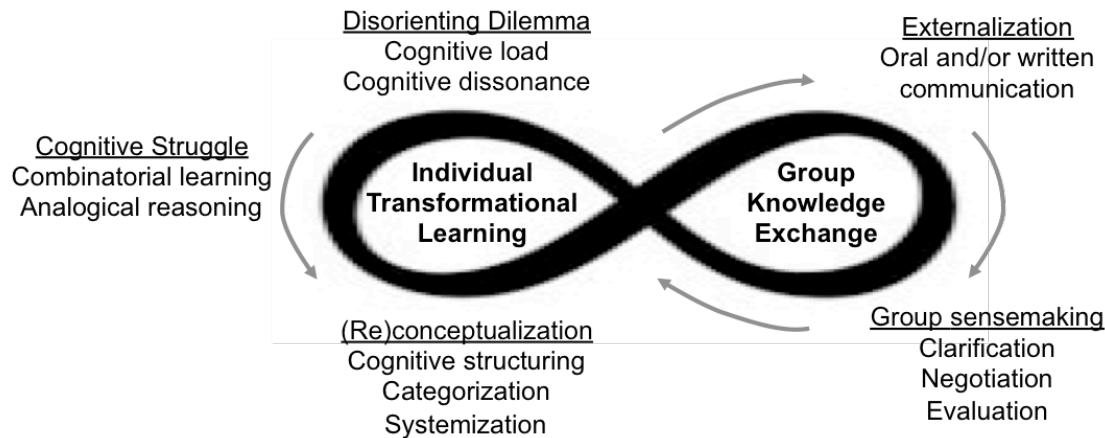 Disorienting Dilemma
Cognitive load
Cognitive dissonance
Externalization
Oral and/or written
communication
Cognitive Struggle
Combinatorial learning
Analogical reasoning
Individual
Transformational
Learning
Group
Knowledge
Exchange
(Re)conceptualization
Cognitive structuring
Categorization
Systemization
Group sensemaking
Clarification
Negotiation
Evaluation